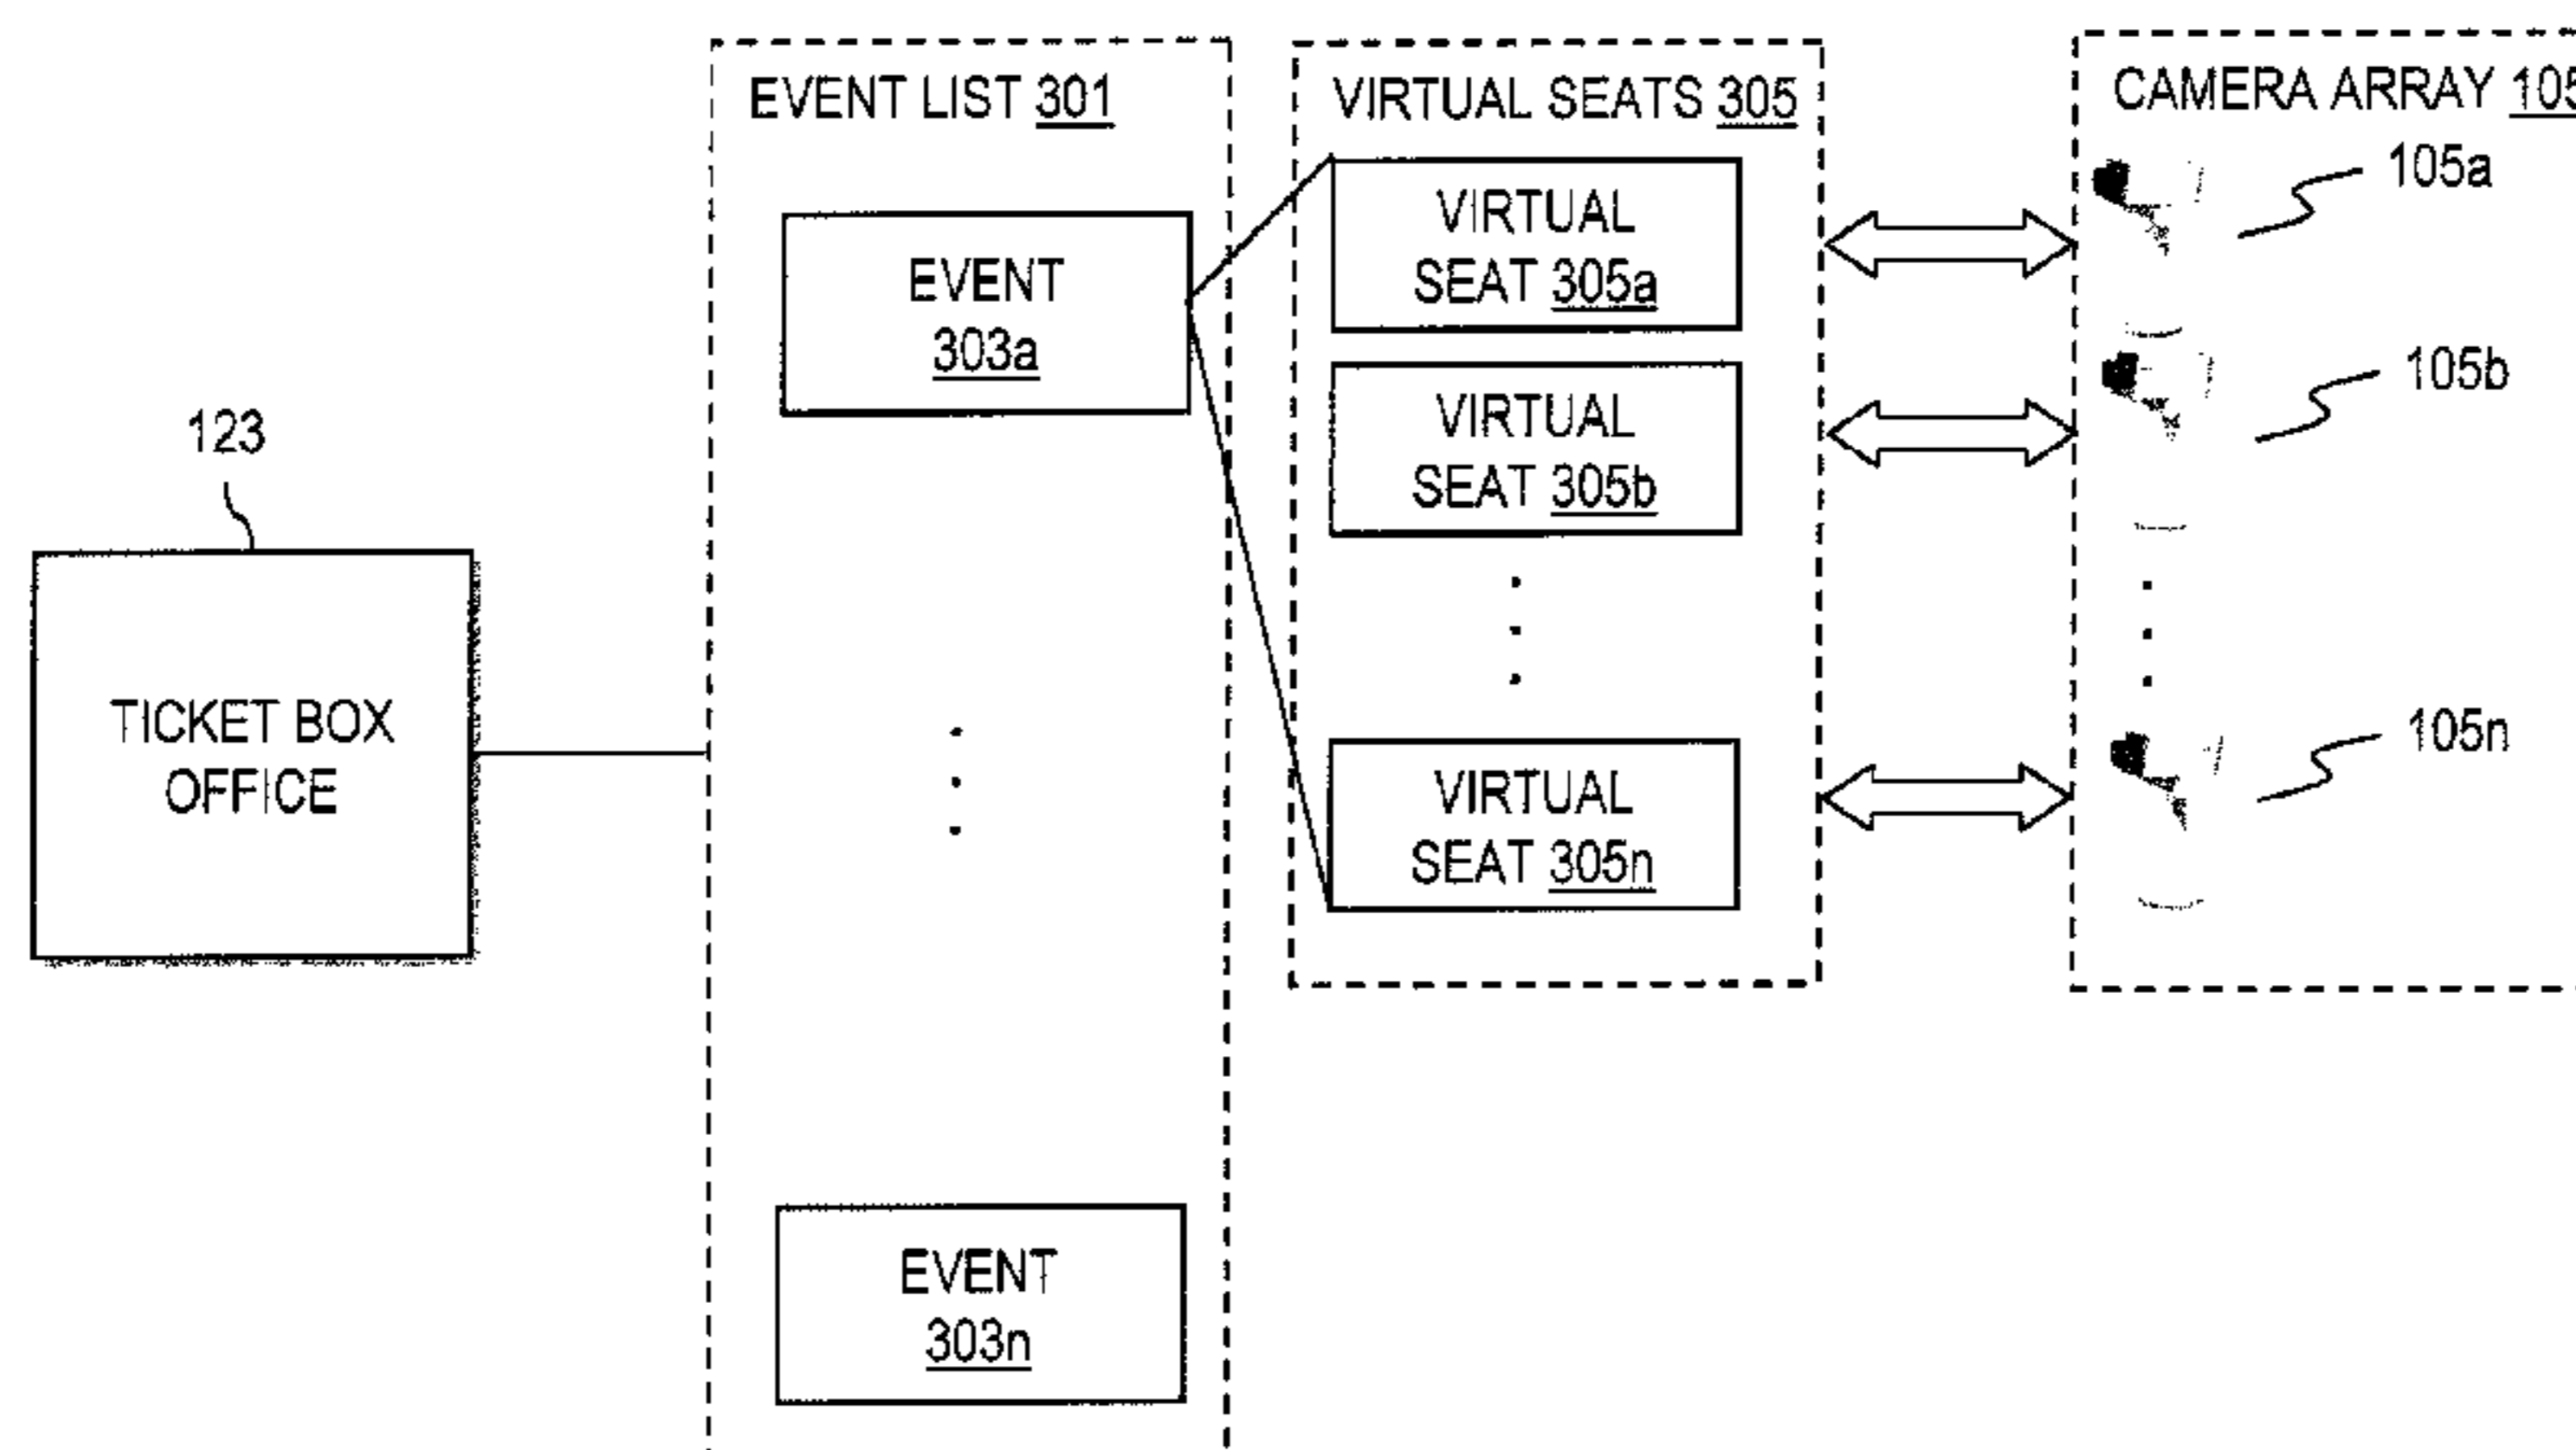 EVENT LIST 301
EVENT
303a
EVENT
303n
123
TICKET BOX
OFFICE
VIRTUAL SEATS 305
VIRTUAL
SEAT 305a
VIRTUAL
SEAT 305b
VIRTUAL
SEAT 305n
CAMERA ARRAY 105
105a
105b
105n